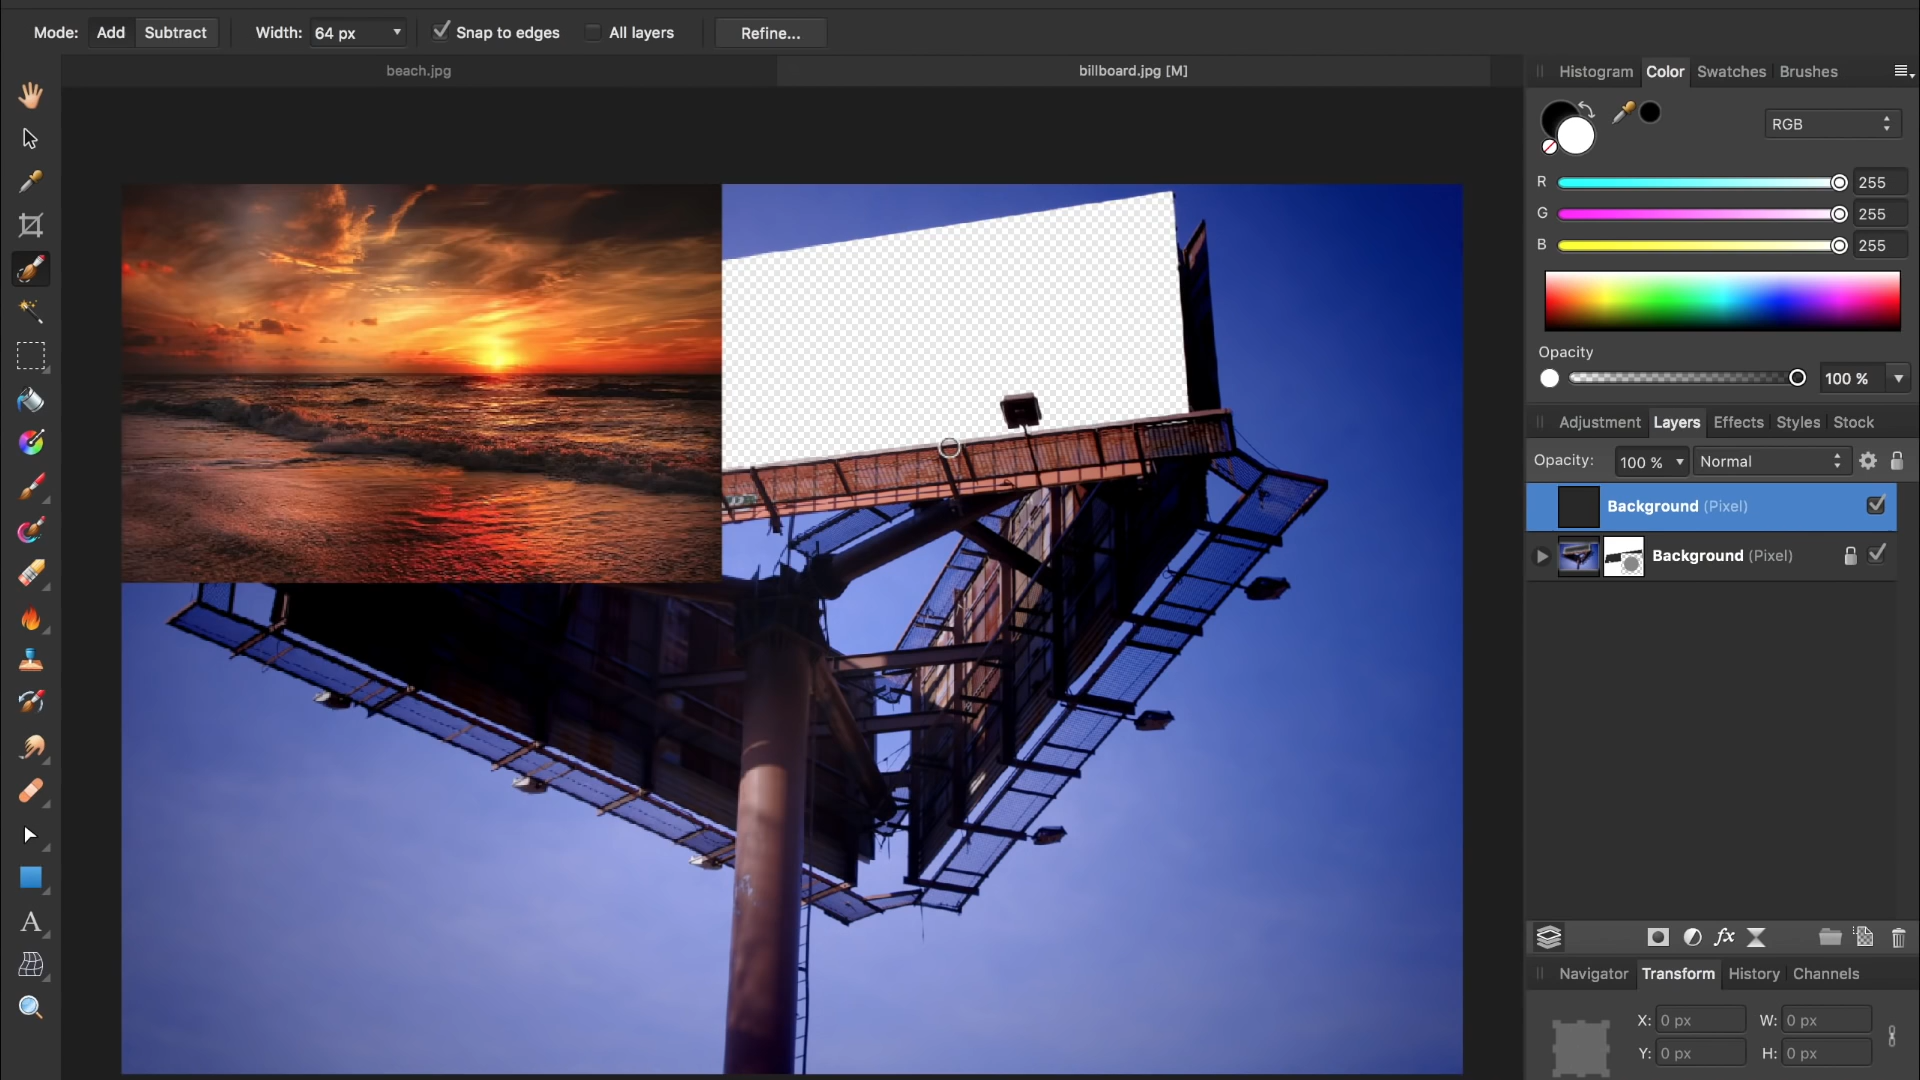 Mode: Add Subtract Width: 64 px Snap to edges All layers Refine...
beach.jpg billboard.jpg [M]
Histogram Color Swatches Brushes
RGB
R 255
G 255
B 255
Opacity
100 %
Adjustment Layers Effects Styles Stock
Opacity: 100 % Normal
Background (Pixel)
Background (Pixel)
fx
Navigator Transform History Channels
X: 0 px W: 0 px
Y: 0 px H: 0 px